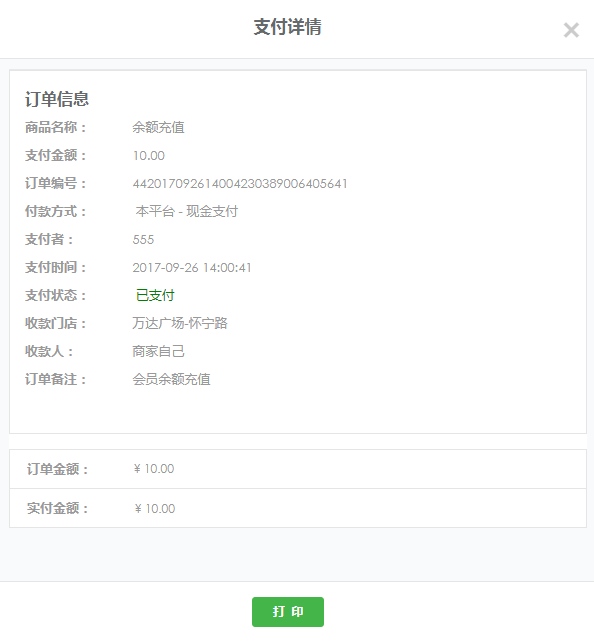 支付详情
订单信息
商品名称： 余额充值
支付金额： 10.00
订单编号： 442017092614004230389006405641
付款方式： 本平台 - 现金支付
支付者： 555
支付时间： 2017-09-26 14:00:41
支付状态： 已支付
收款门店： 万达广场-怀宁路
收款人： 商家自己
订单备注： 会员余额充值
订单金额： ¥ 10.00
实付金额： ¥ 10.00
打 印